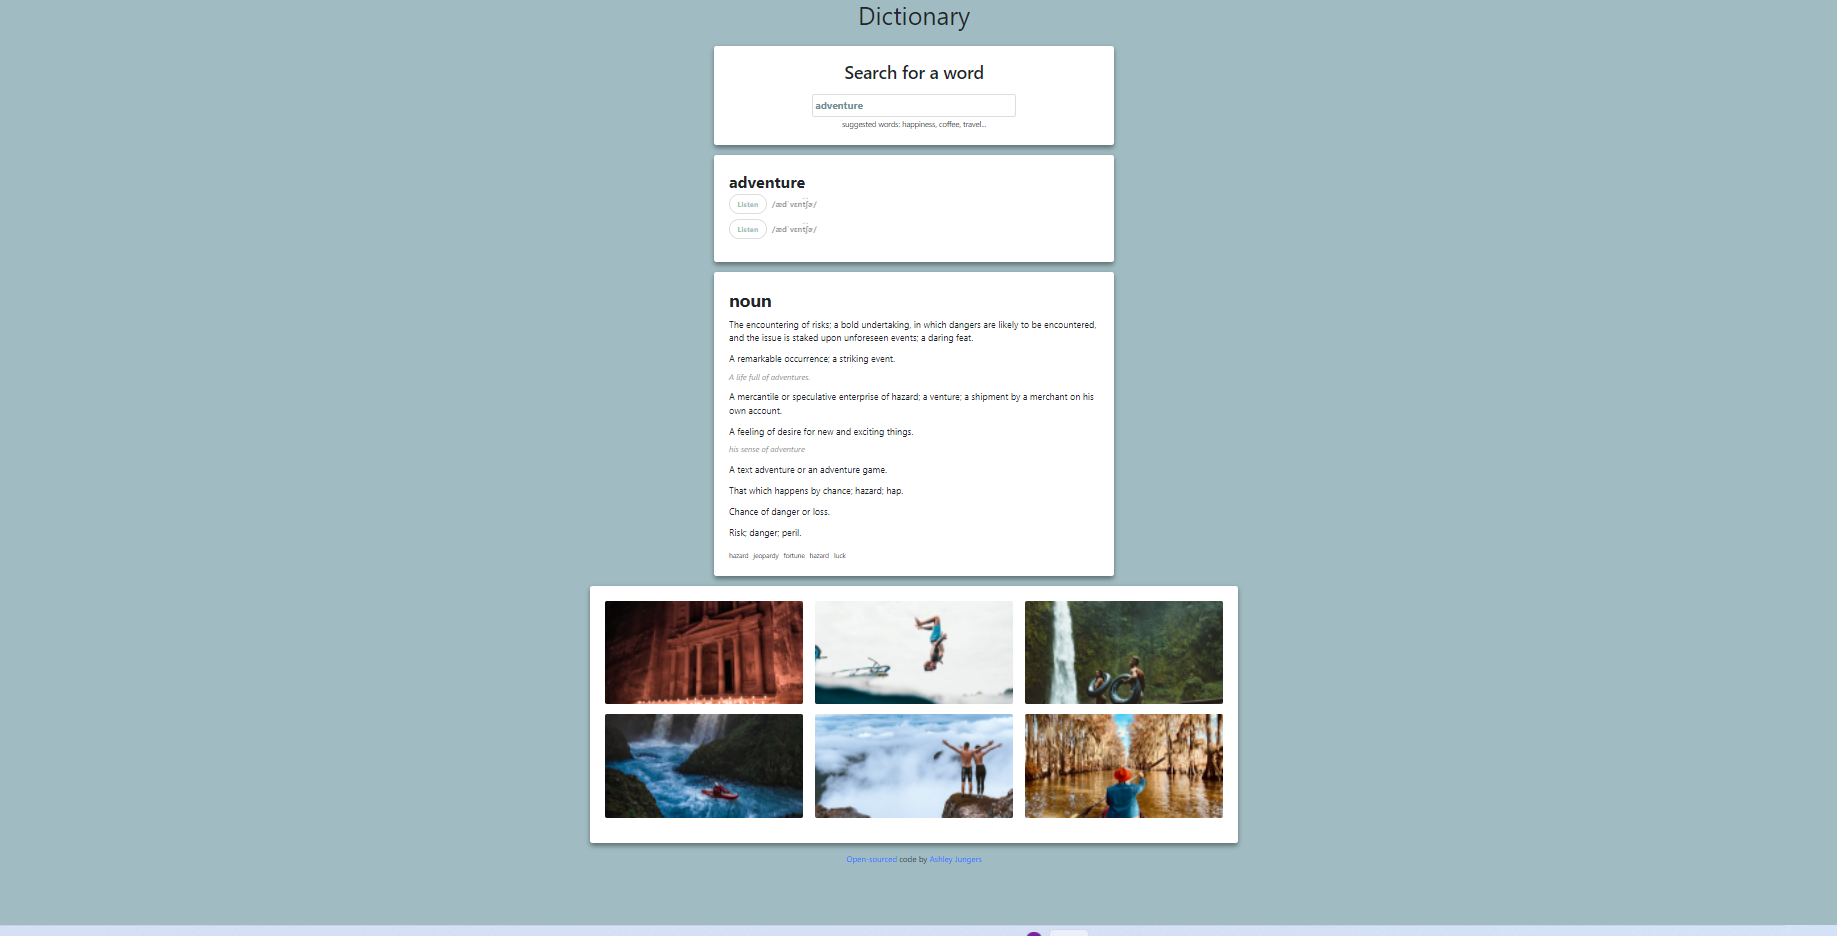 Dictionary
Search for a word
adventure
suggested words: happiness, coffee, travel...
adventure
Listen /ædˈvɛnt͡ʃə/
Listen /ædˈvɛnt͡ʃə/
noun
The encountering of risks; a bold undertaking, in which dangers are likely to be encountered,
and the issue is staked upon unforeseen events; a daring feat.
A remarkable occurrence; a striking event.
A life full of adventures.
A mercantile or speculative enterprise of hazard; a venture; a shipment by a merchant on his
own account.
A feeling of desire for new and exciting things.
his sense of adventure
A text adventure or an adventure game.
That which happens by chance; hazard; hap.
Chance of danger or loss.
Risk; danger; peril.
hazard jeopardy fortune hazard luck
Open-sourced code by Ashley Jungers